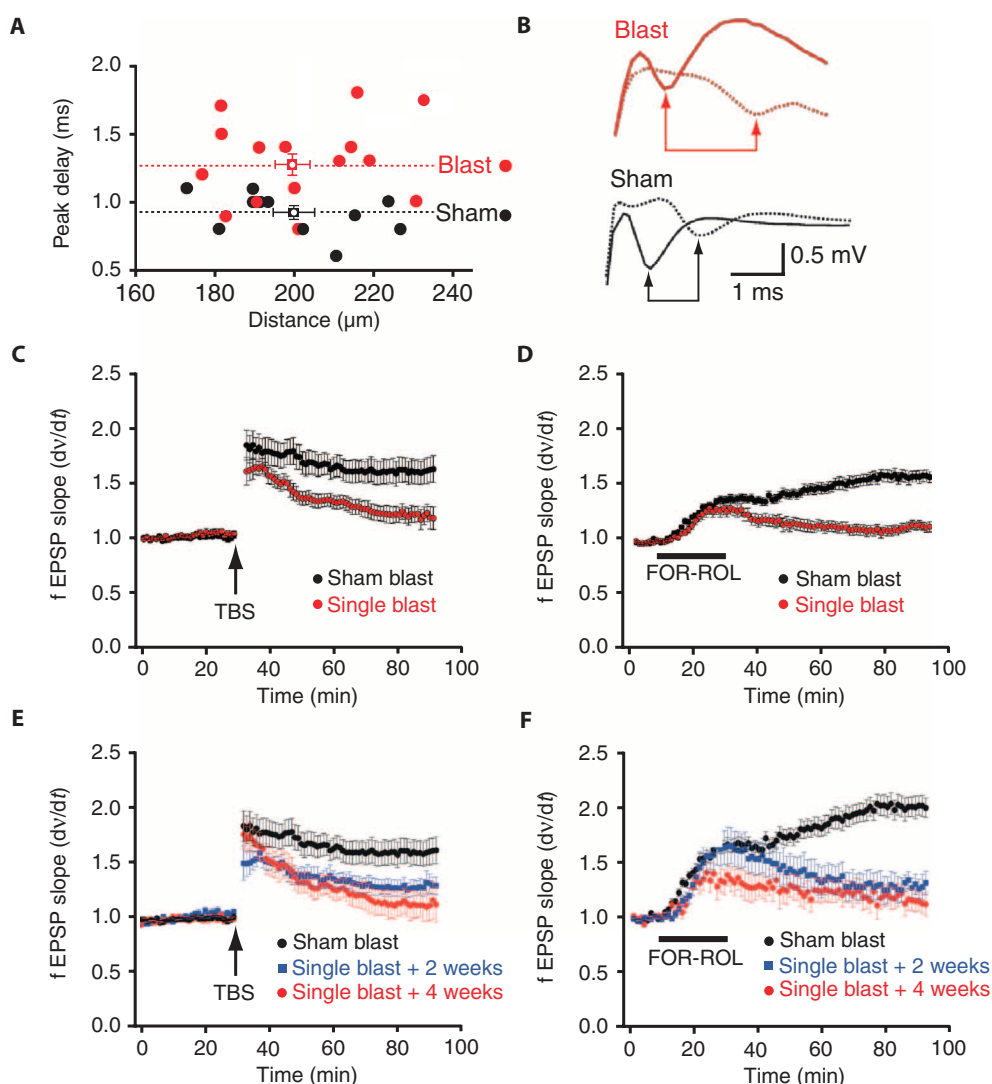 A
Peak delay (ms)
2.0
1.5
1.0
0.5
160
180
200
220
240
Distance (µm)
Blast
Sham
B
Blast
Sham
0.5 mV
1 ms
C
f EPSP slope (dv/dt)
2.5
2.0
1.5
1.0
0.5
0.0
0
20
40
60
80
100
Time (min)
TBS
Sham blast
Single blast
D
f EPSP slope (dv/dt)
2.5
2.0
1.5
1.0
0.5
0.0
0
20
40
60
80
100
Time (min)
FOR-ROL
Sham blast
Single blast
E
f EPSP slope (dv/dt)
2.5
2.0
1.5
1.0
0.5
0.0
0
20
40
60
80
100
Time (min)
TBS
Sham blast
Single blast + 2 weeks
Single blast + 4 weeks
F
f EPSP slope (dv/dt)
2.5
2.0
1.5
1.0
0.5
0.0
0
20
40
60
80
100
Time (min)
FOR-ROL
Sham blast
Single blast + 2 weeks
Single blast + 4 weeks